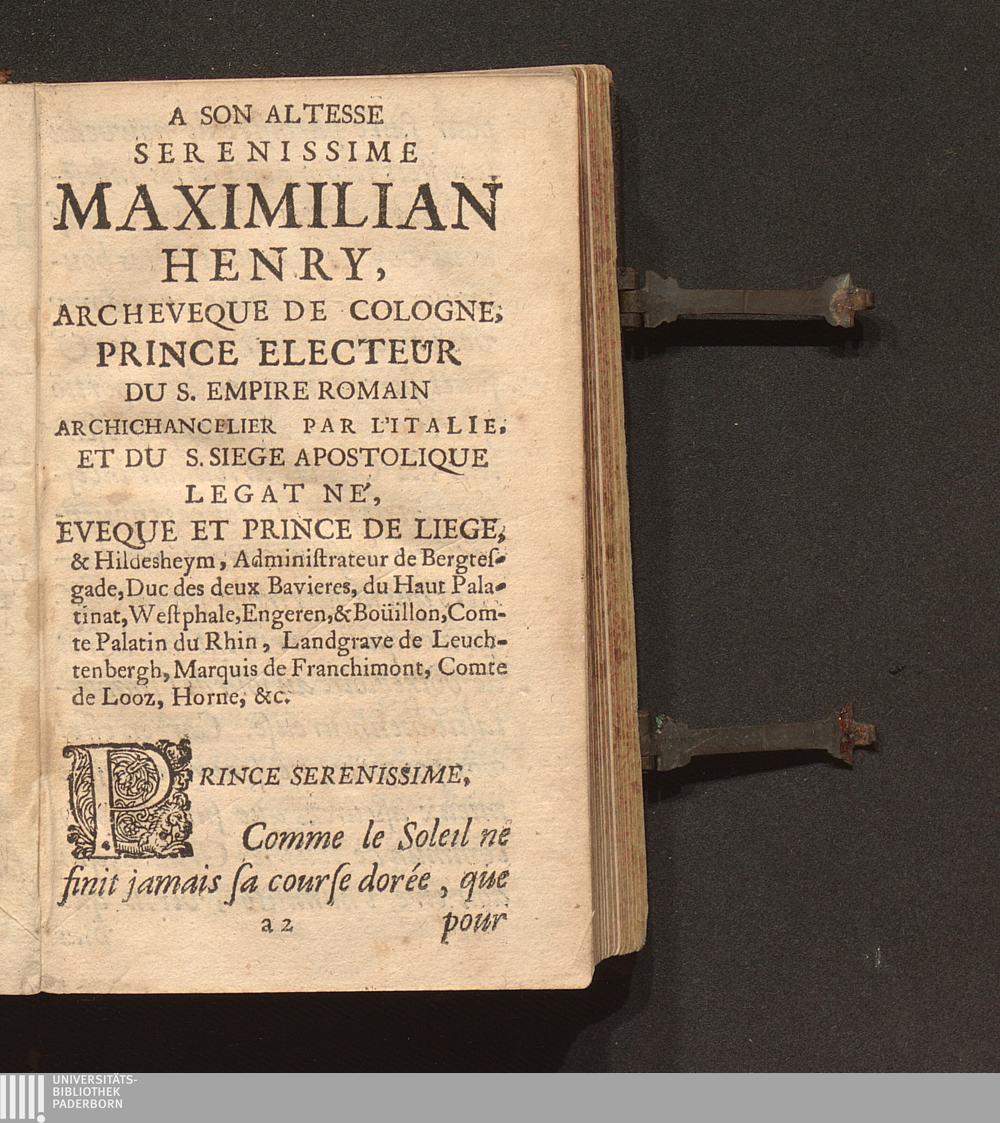 A SON ALTESSE
SERENISSIME
MAXIMILIAN
HENRY,
ARCHEVEQUE DE COLOGNE,
PRINCE ELECTEUR
DU S. EMPIRE ROMAIN
ARCHICHANCELIER PAR L'ITALIE,
ET DU S. SIEGE APOSTOLIQUE
LEGAT NE',
EVEQUE ET PRINCE DE LIEGE,
& Hildesheym, Adminiſtrateur de Bergteſ-
gade, Duc des deux Bavieres, du Haut Pala-
tinat, Weſtphale, Engeren, & Boüillon, Com-
te Palatin du Rhin, Landgrave de Leuch-
tenbergh, Marquis de Franchimont, Comte
de Looz, Horne, &c.
PRINCE SERENISSIME,
Comme le Soleil ne
finit jamais ſa courſe dorée, que
a 2 pour
UNIVERSITÄTS-
BIBLIOTHEK
PADERBORN